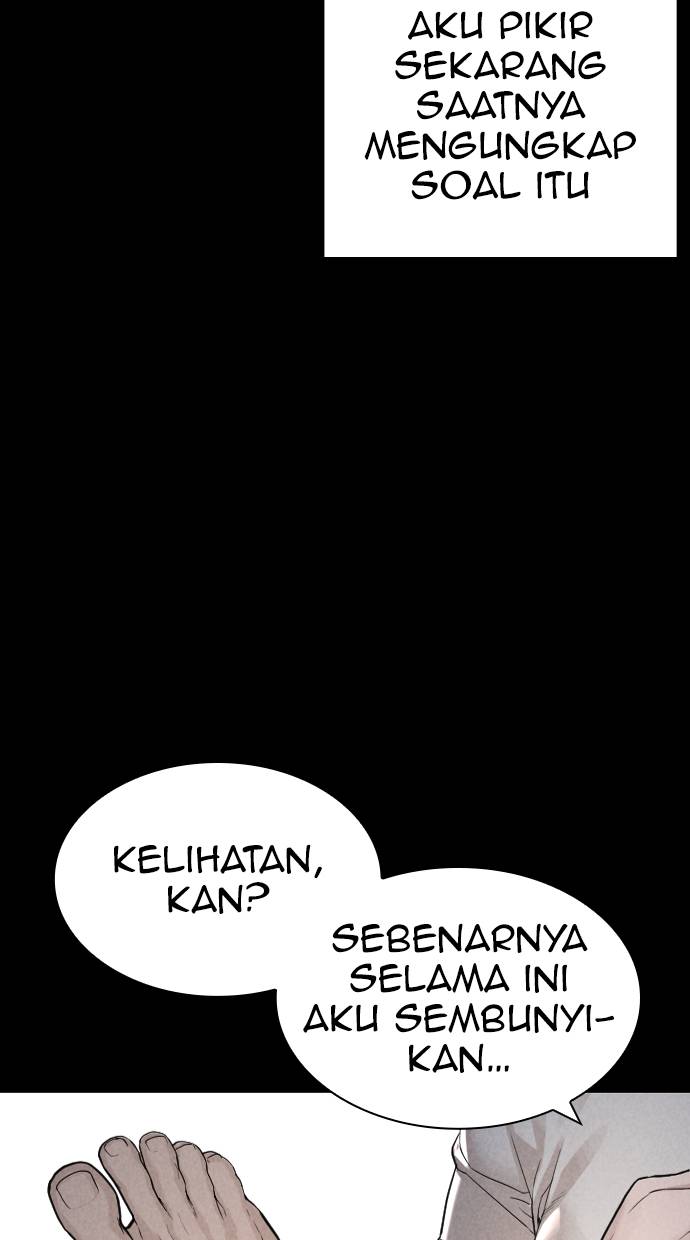 AKU PIKIR
SEKARANG
SAATNYA
MENGUNGKAP
SOAL ITU
KELIHATAN,
KAN?
SEBENARNYA
SELAMA INI
AKU SEMBUNYI-
KAN...